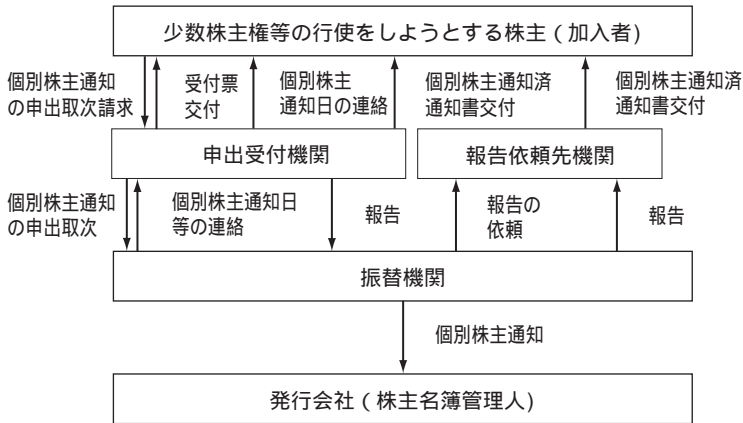 少数株主権等の行使をしようとする株主(加入者)
個別株主通知
の申出取次請求
受付票
交付
個別株主
通知日の連絡
個別株主通知済
通知書交付
個別株主通知済
通知書交付
申出受付機関
報告依頼先機関
個別株主通知
の申出取次
個別株主通知日
等の連絡
報告
報告の
依頼
報告
振替機関
個別株主通知
発行会社(株主名簿管理人)